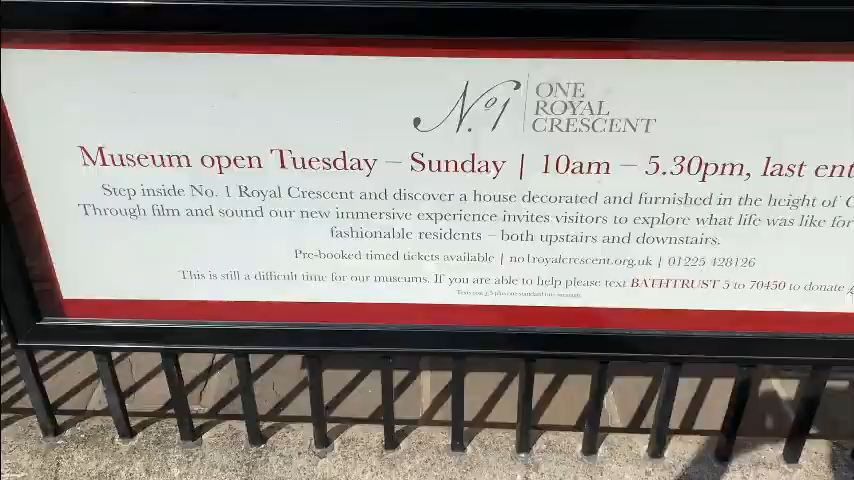 No.1
ONE
ROYAL
CRESCENT
Museum open Tuesday – Sunday | 10am – 5.30pm, last ent
Step inside No. 1 Royal Crescent and discover a house decorated and furnished in the height of
Through film and sound our new immersive experience invites visitors to explore what life was like for
fashionable residents – both upstairs and downstairs.
Pre-booked timed tickets available | no1royalcrescent.org.uk | 01225 428126
This is still a difficult time for our museums. If you are able to help please text BATHTRUST 5 to 70450 to donate